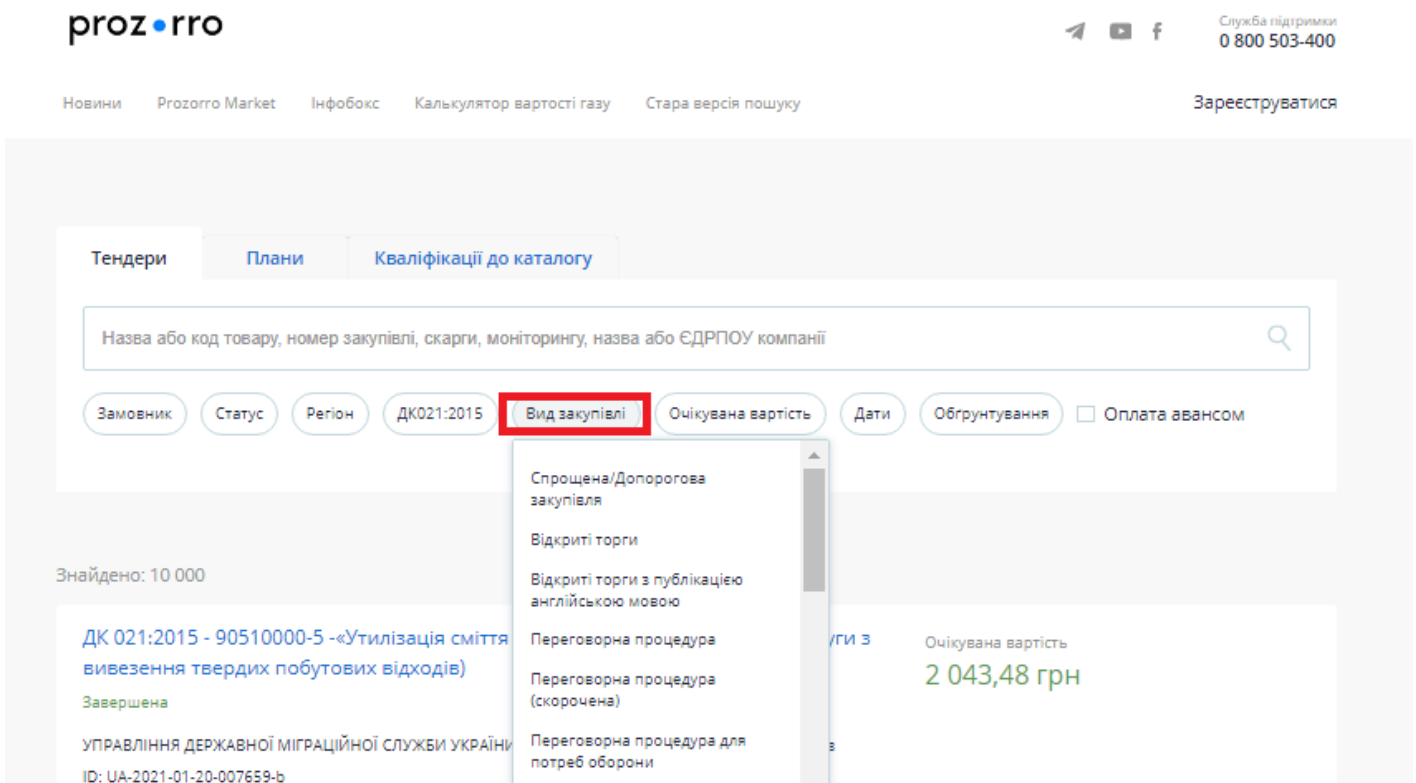 prozorro
Служба підтримки
0 800 503-400
Новини Prozorro Market Інфобокс Калькулятор вартості газу Стара версія пошуку Зареєструватися
Тендери Плани Кваліфікації до каталогу
Назва або код товару, номер закупівлі, скарги, моніторингу, назва або ЄДРПОУ компанії
Замовник Статус Регіон ДК021:2015 Вид закупівлі Очікувана вартість Дати Обґрунтування Оплата авансом
Спрощена/Допорогова
закупівля
Відкриті торги
Відкриті торги з публікацією
англійською мовою
Переговорна процедура
Переговорна процедура
(скорочена)
Переговорна процедура для
потреб оборони
Знайдено: 10 000
ДК 021:2015 - 90510000-5 -«Утилізація сміття
вивезення твердих побутових відходів)
Завершена
УПРАВЛІННЯ ДЕРЖАВНОЇ МІГРАЦІЙНОЇ СЛУЖБИ УКРАЇНИ
ID: UA-2021-01-20-007659-b
Очікувана вартість
2 043,48 грн